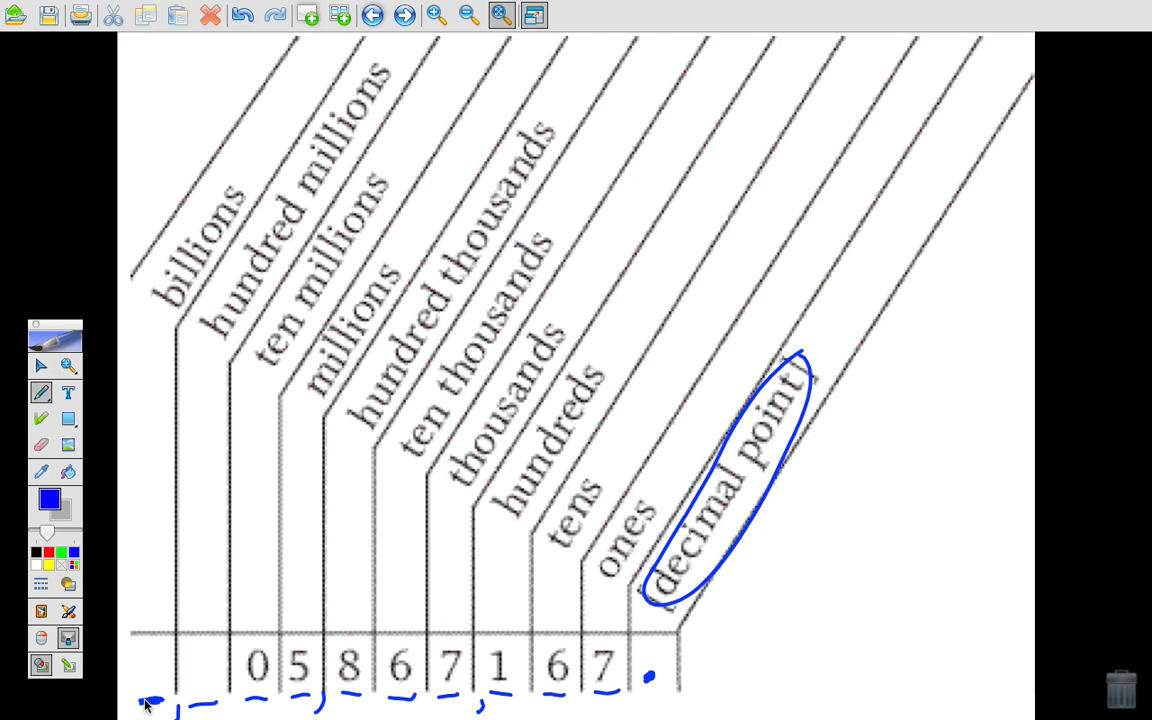 billions
hundred millions
ten millions
millions
hundred thousands
ten thousands
thousands
hundreds
tens
ones
(decimal point)
0 5 8 6 7 1 6 7 .
, , ,